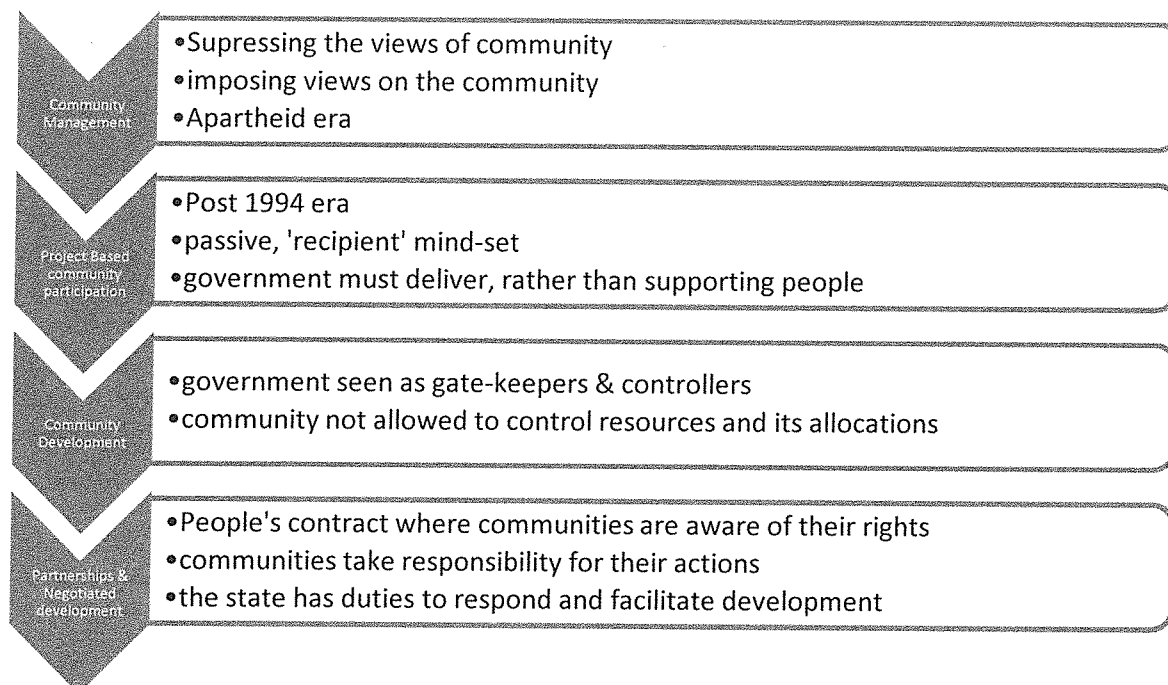 Community
Management
•Supressing the views of community
•imposing views on the community
•Apartheid era
Project Based
community
participation
•Post 1994 era
•passive, 'recipient' mind-set
•government must deliver, rather than supporting people
Community
Development
•government seen as gate-keepers & controllers
•community not allowed to control resources and its allocations
Partnerships &
Negotiated
development
•People's contract where communities are aware of their rights
•communities take responsibility for their actions
•the state has duties to respond and facilitate development